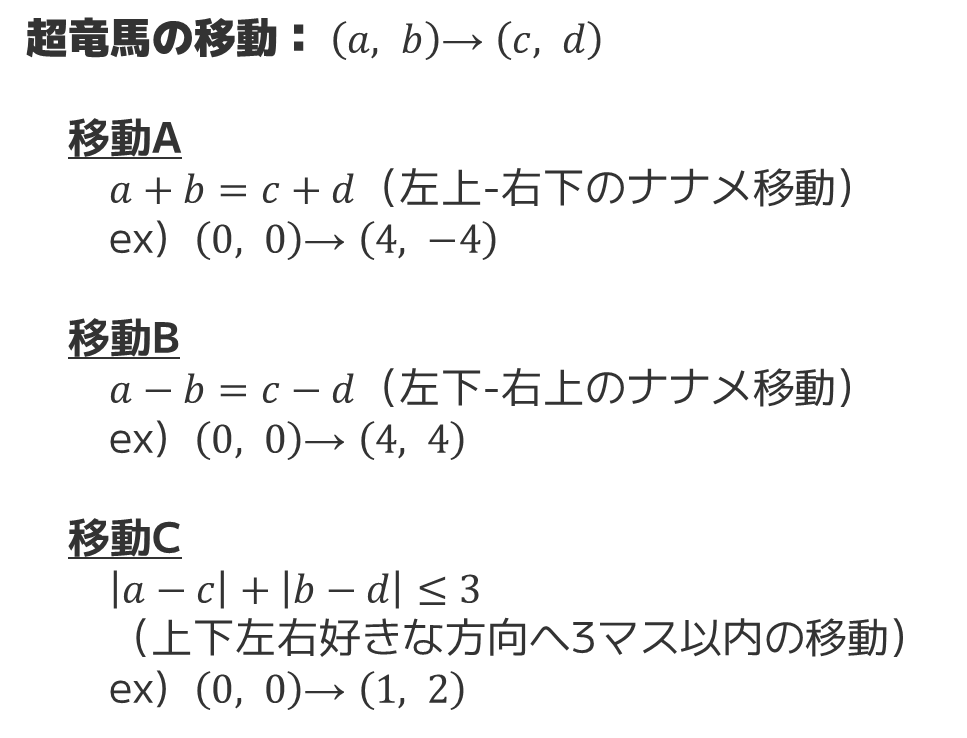 超竜馬の移動：(a, b)→(c, d)
移動A
a + b = c + d（左上-右下のナナメ移動）
ex）(0, 0)→(4, −4)
移動B
a − b = c − d（左下-右上のナナメ移動）
ex）(0, 0)→(4, 4)
移動C
|a − c| + |b − d| ≤ 3
（上下左右好きな方向へ3マス以内の移動）
ex）(0, 0)→(1, 2)